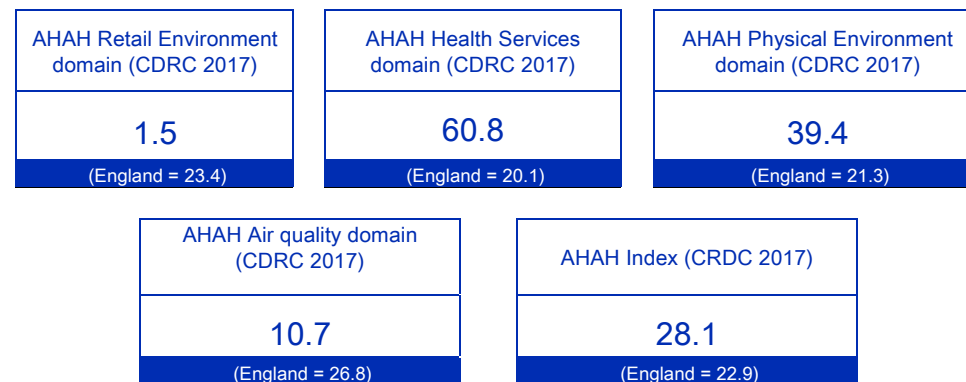 AHAH Retail Environment
domain (CDRC 2017)
1.5
(England = 23.4)
AHAH Health Services
domain (CDRC 2017)
60.8
(England = 20.1)
AHAH Physical Environment
domain (CDRC 2017)
39.4
(England = 21.3)
AHAH Air quality domain
(CDRC 2017)
10.7
(England = 26.8)
AHAH Index (CRDC 2017)
28.1
(England = 22.9)